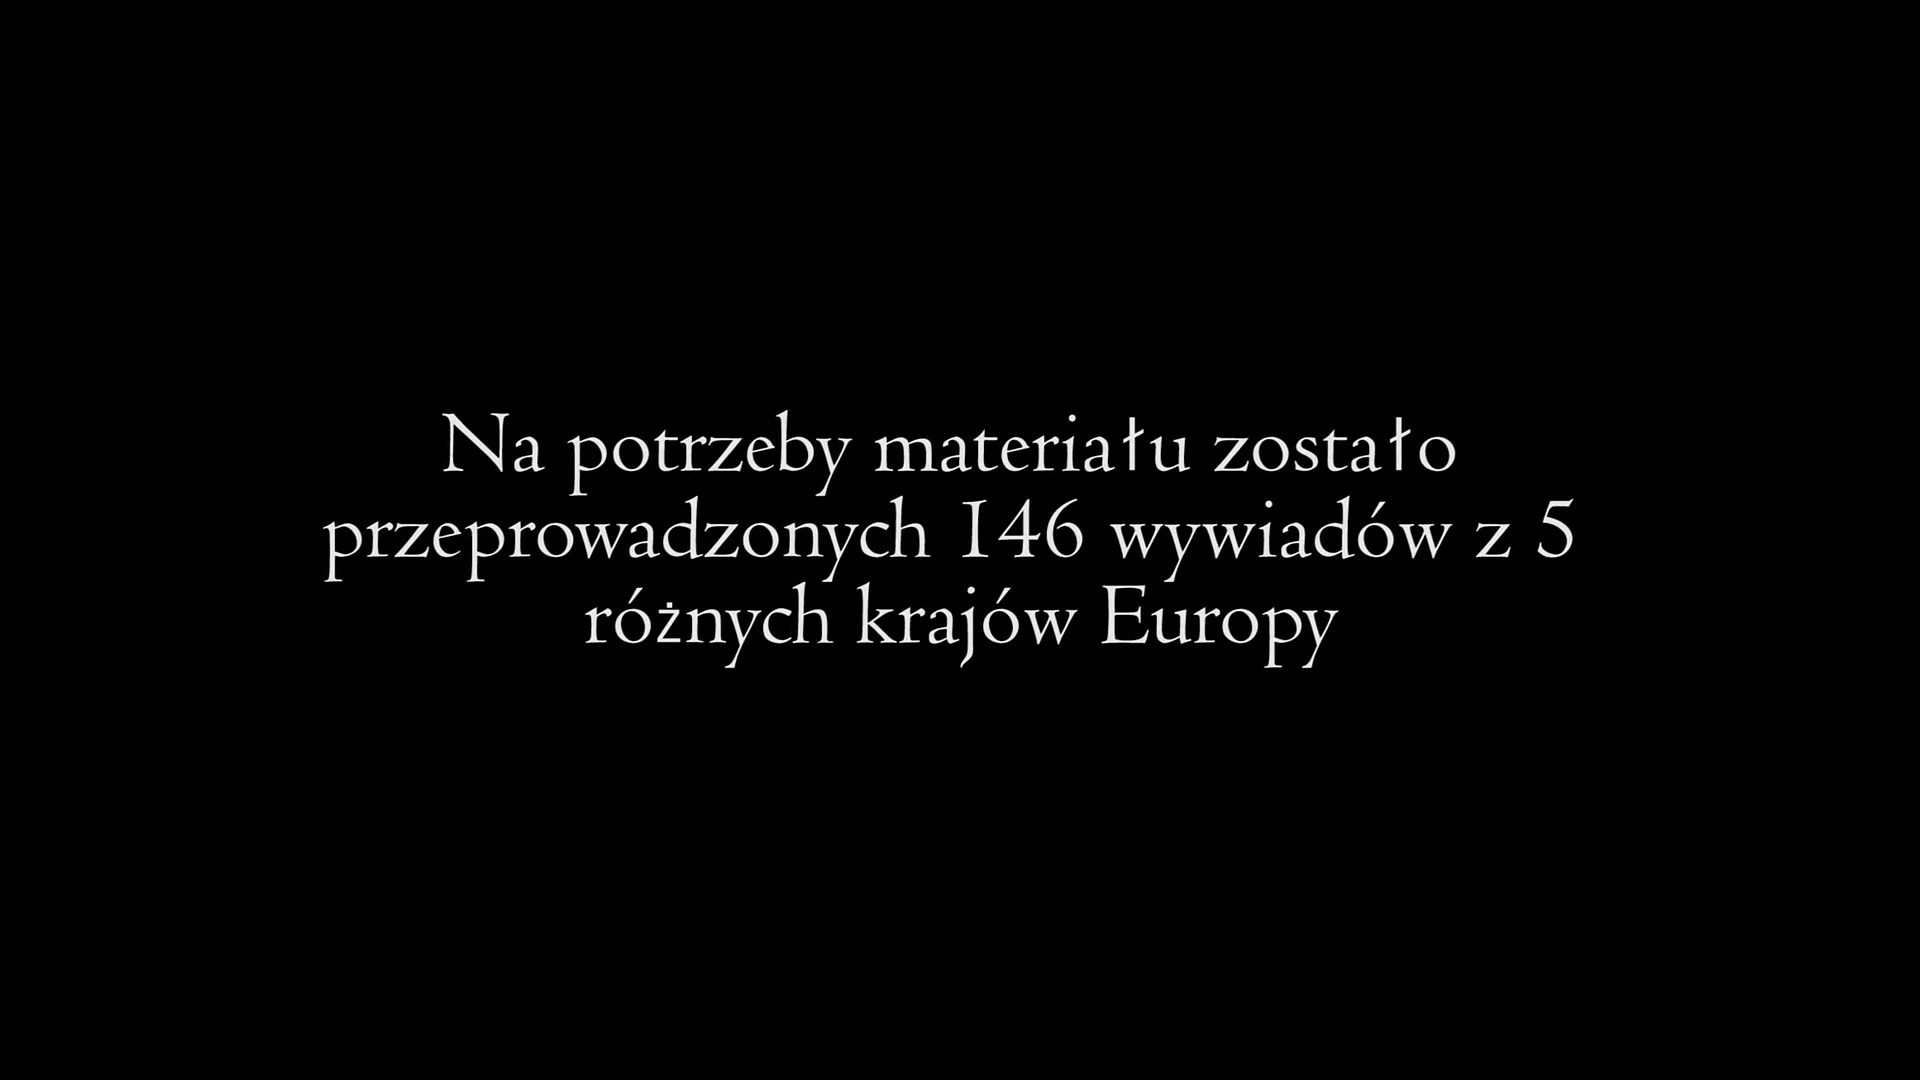 Na potrzeby materiału zostało
przeprowadzonych 146 wywiadów z 5
różnych krajów Europy